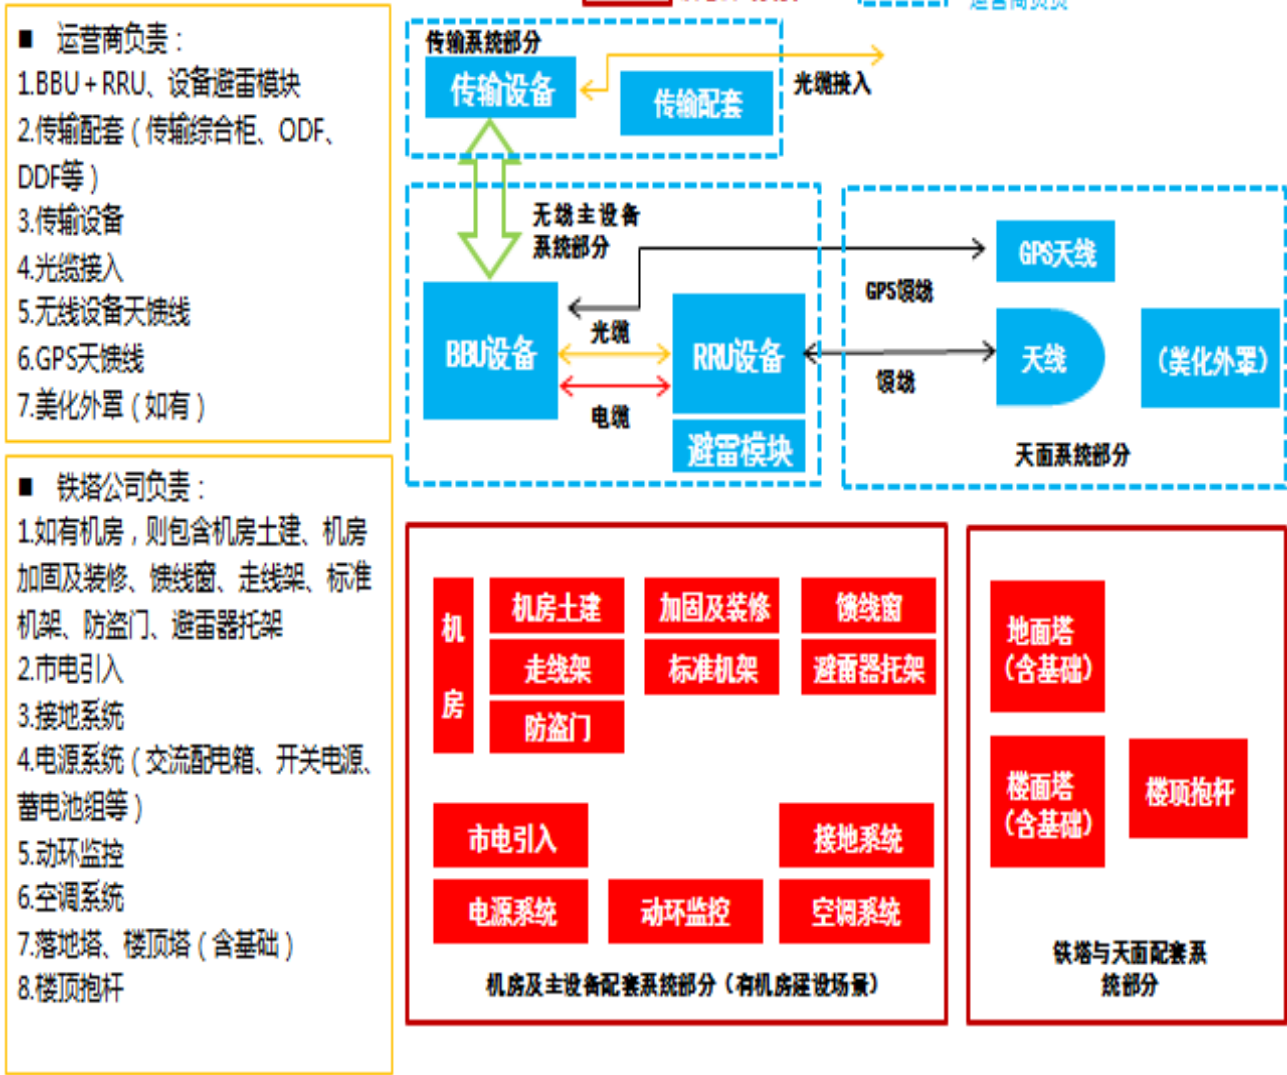 运营商负责
■ 运营商负责：
1.BBU＋RRU、设备避雷模块
2.传输配套（传输综合柜、ODF、
DDF等）
3.传输设备
4.光缆接入
5.无线设备天馈线
6.GPS天馈线
7.美化外罩（如有）
■ 铁塔公司负责：
1.如有机房，则包含机房土建、机房
加固及装修、馈线窗、走线架、标准
机架、防盗门、避雷器托架
2.市电引入
3.接地系统
4.电源系统（交流配电箱、开关电源、
蓄电池组等）
5.动环监控
6.空调系统
7.落地塔、楼顶塔（含基础）
8.楼顶抱杆
传输系统部分
传输设备
传输配套
光缆接入
无线主设备
系统部分
BBU设备
光缆
电缆
RRU设备
避雷模块
GPS馈线
馈线
GPS天线
天线
（美化外罩）
天面系统部分
机
房
机房土建
加固及装修
馈线窗
走线架
标准机架
避雷器托架
防盗门
市电引入
接地系统
电源系统
动环监控
空调系统
机房及主设备配套系统部分（有机房建设场景）
地面塔
（含基础）
楼面塔
（含基础）
楼顶抱杆
铁塔与天面配套系
统部分